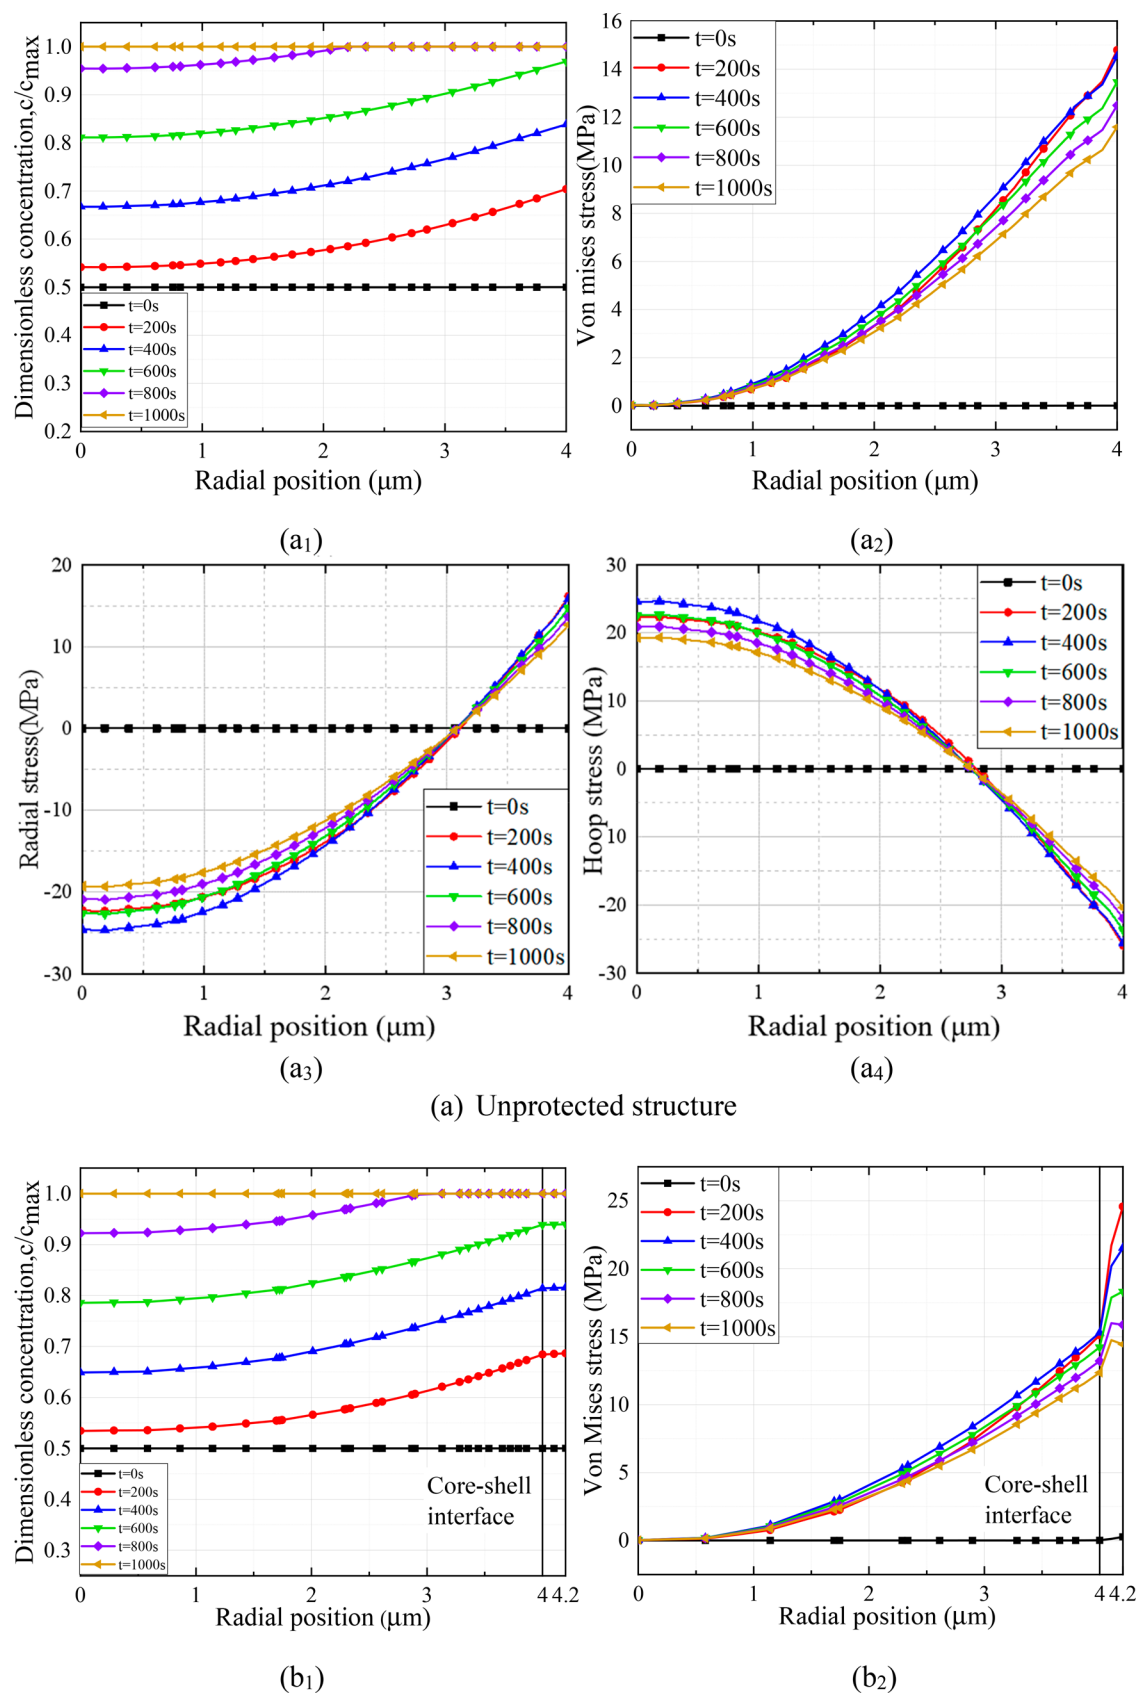 Dimensionless concentration,c/cmax
1.0
0.9
0.8
0.7
0.6
0.5
0.4
0.3
0.2
t=0s
t=200s
t=400s
t=600s
t=800s
t=1000s
0 1 2 3 4
Radial position (μm)
(a1)
Von mises stress(MPa)
16
14
12
10
8
6
4
2
0
t=0s
t=200s
t=400s
t=600s
t=800s
t=1000s
0 1 2 3 4
Radial position (μm)
(a2)
Radial stress(MPa)
20
10
0
-10
-20
-30
t=0s
t=200s
t=400s
t=600s
t=800s
t=1000s
0 1 2 3 4
Radial position (μm)
(a3)
Hoop stress (MPa)
30
20
10
0
-10
-20
-30
t=0s
t=200s
t=400s
t=600s
t=800s
t=1000s
0 1 2 3 4
Radial position (μm)
(a4)
(a) Unprotected structure
Dimensionless concentration,c/cmax
1.0
0.9
0.8
0.7
0.6
0.5
0.4
0.3
t=0s
t=200s
t=400s
t=600s
t=800s
t=1000s
Core-shell
interface
0 1 2 3 4 4.2
Radial position (μm)
(b1)
Von Mises stress (MPa)
25
20
15
10
5
0
t=0s
t=200s
t=400s
t=600s
t=800s
t=1000s
Core-shell
interface
0 1 2 3 4 4.2
Radial position (μm)
(b2)